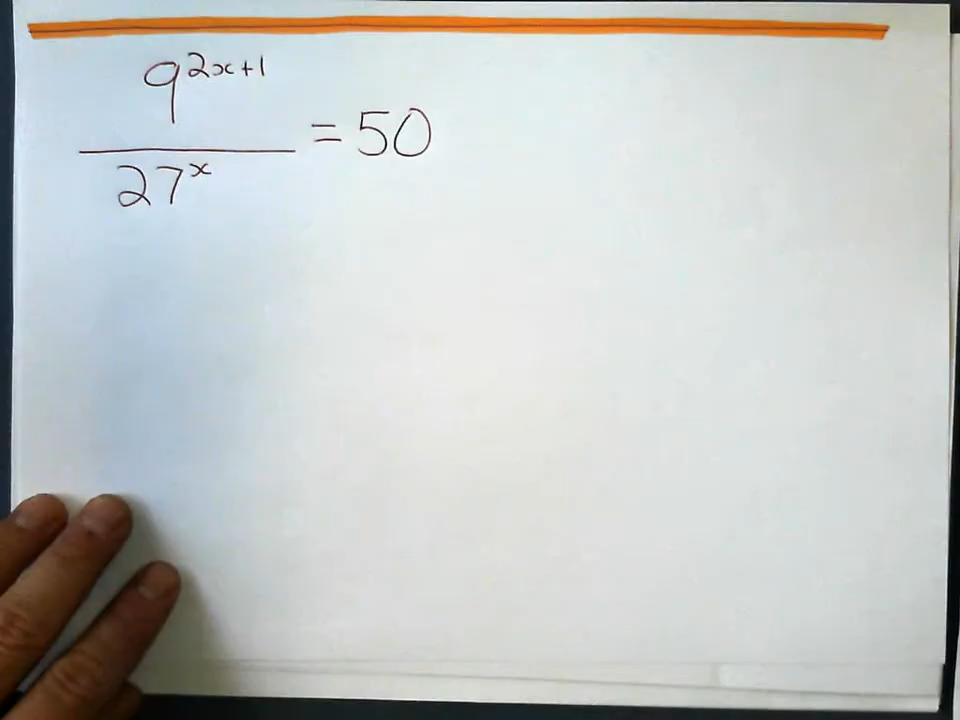 9^{2x+1}
/ 27^x = 50